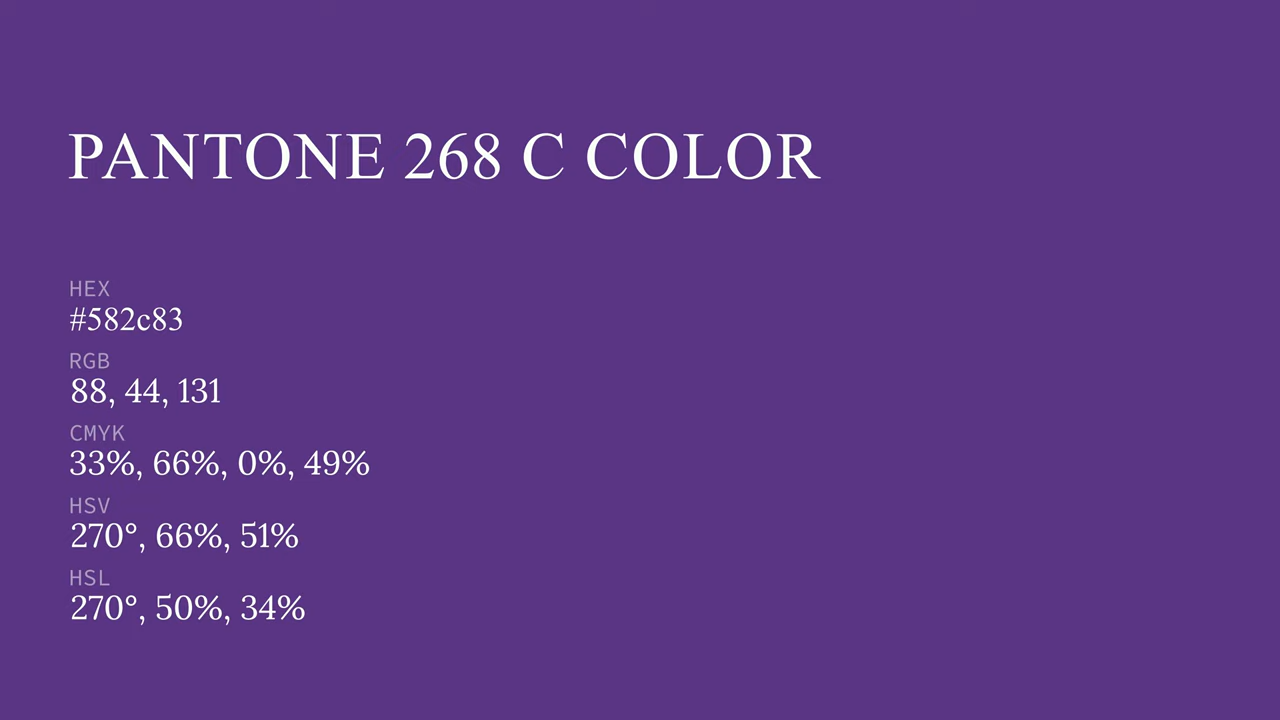 PANTONE 268 C COLOR
HEX
#582c83
RGB
88, 44, 131
CMYK
33%, 66%, 0%, 49%
HSV
270°, 66%, 51%
HSL
270°, 50%, 34%